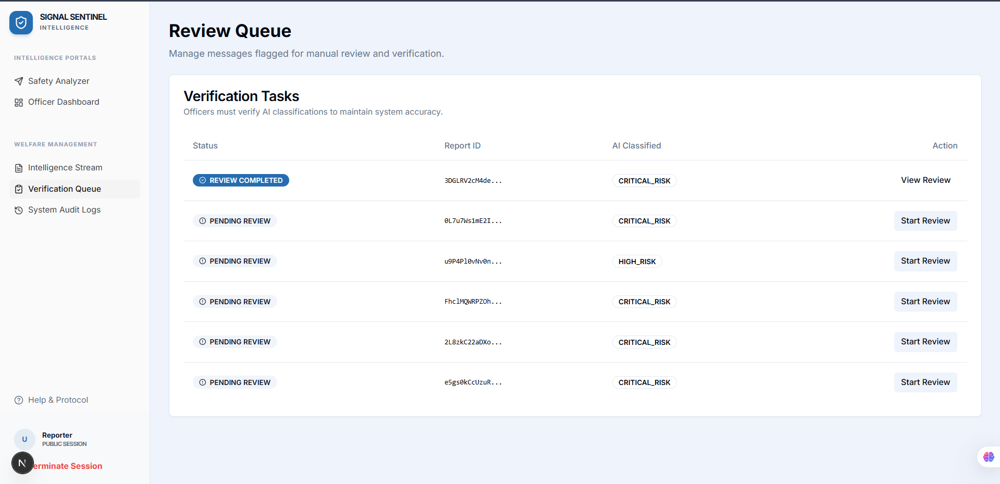 SIGNAL SENTINEL
INTELLIGENCE
INTELLIGENCE PORTALS
Safety Analyzer
Officer Dashboard
WELFARE MANAGEMENT
Intelligence Stream
Verification Queue
System Audit Logs
Help & Protocol
U
Reporter
PUBLIC SESSION
N
erminate Session
Review Queue
Manage messages flagged for manual review and verification.
Verification Tasks
Officers must verify AI classifications to maintain system accuracy.
Status Report ID AI Classified Action
REVIEW COMPLETED 3DGLRV2cM4de... CRITICAL_RISK View Review
PENDING REVIEW 0L7u7Ws1mE2I... CRITICAL_RISK Start Review
PENDING REVIEW u9P4Pl0vNv0n... HIGH_RISK Start Review
PENDING REVIEW FhclMQWRPZOh... CRITICAL_RISK Start Review
PENDING REVIEW 2L8zkC22aDXo... CRITICAL_RISK Start Review
PENDING REVIEW e5gs0kCcUzuR... CRITICAL_RISK Start Review